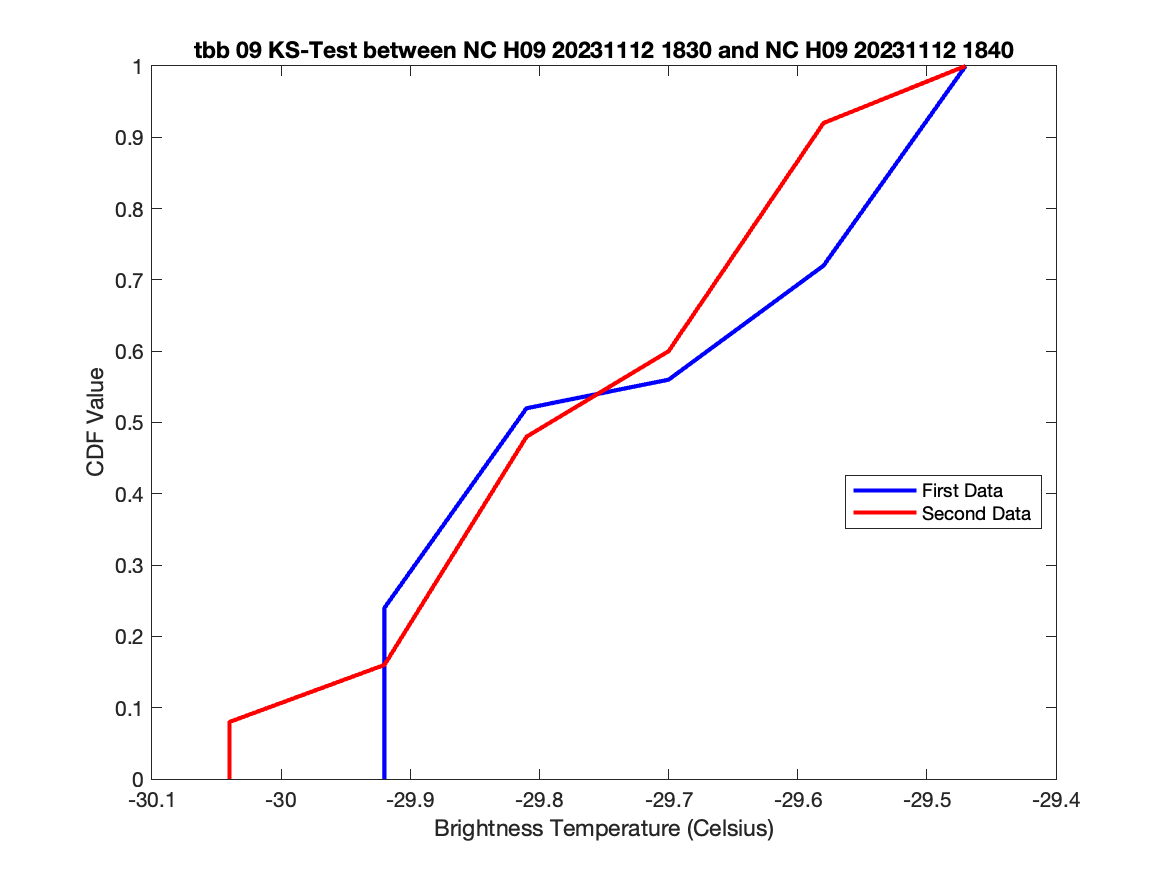 tbb 09 KS-Test between NC H09 20231112 1830 and NC H09 20231112 1840
1
0.9
0.8
0.7
0.6
0.5
0.4
0.3
0.2
0.1
0
CDF Value
First Data
Second Data
-30.1 -30 -29.9 -29.8 -29.7 -29.6 -29.5 -29.4
Brightness Temperature (Celsius)